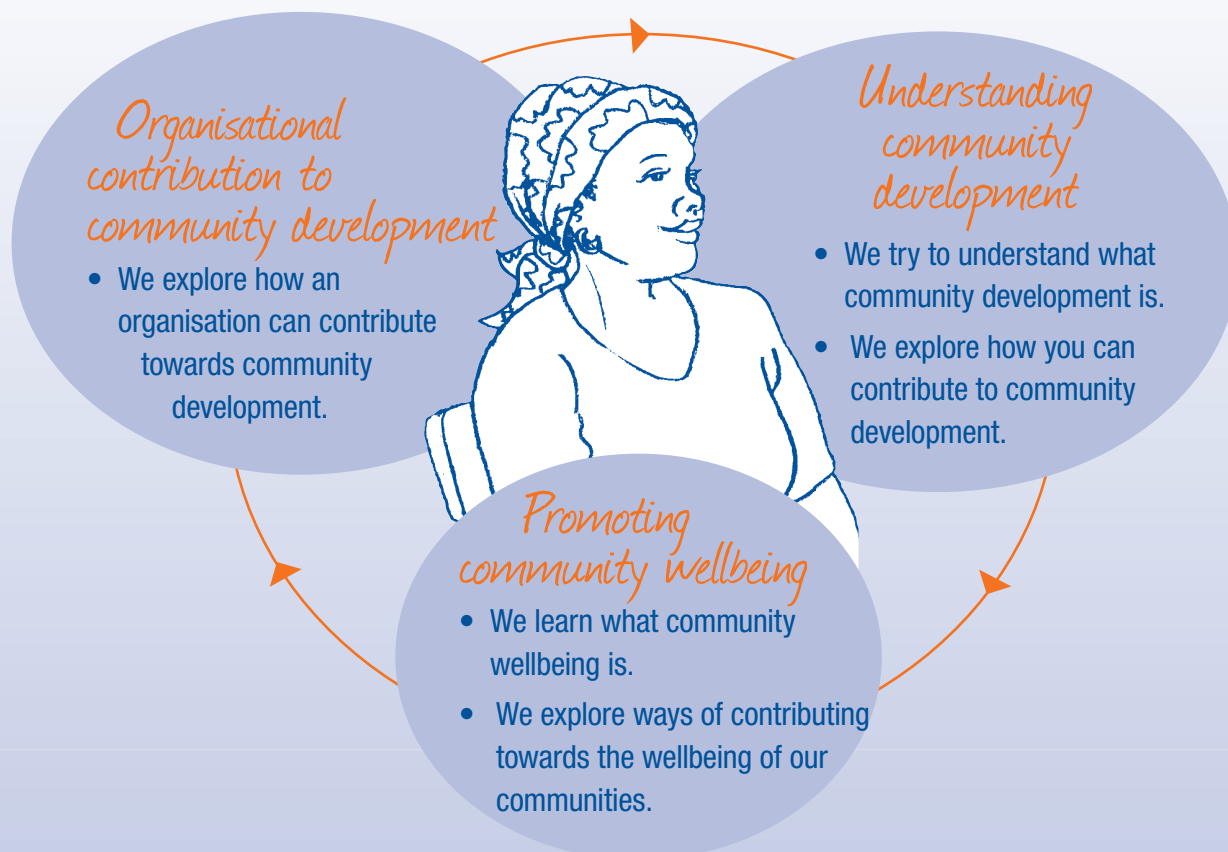 Organisational
contribution to
community development
• We explore how an
organisation can contribute
towards community
development.
Understanding
community
development
• We try to understand what
community development is.
• We explore how you can
contribute to community
development.
Promoting
community wellbeing
• We learn what community
wellbeing is.
• We explore ways of contributing
towards the wellbeing of our
communities.